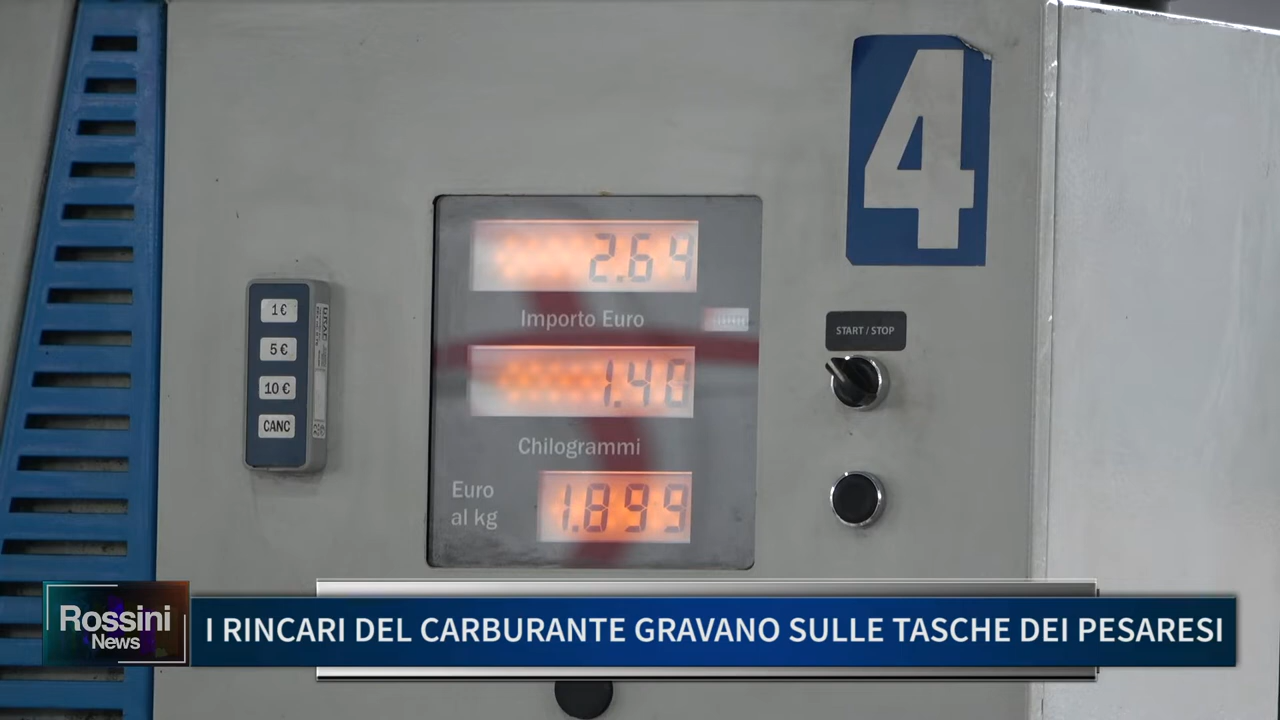 4
2.64
Importo Euro
START / STOP
1€
5€
10€
CANC
1.40
Chilogrammi
Euro
al kg
1.899
Rossini
News
I RINCARI DEL CARBURANTE GRAVANO SULLE TASCHE DEI PESARESI